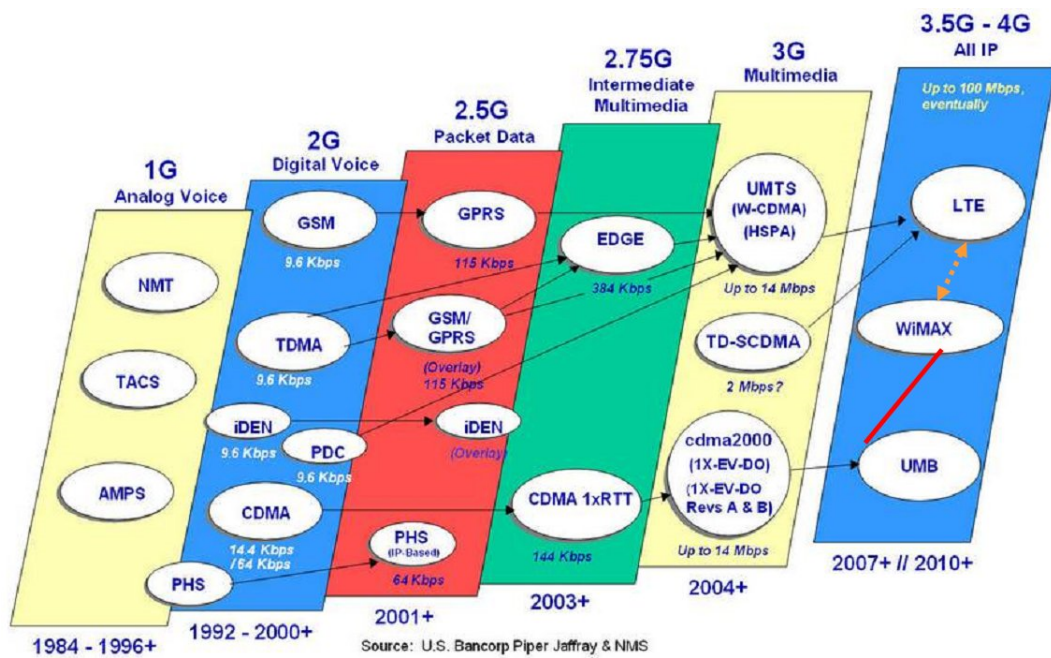 1G
Analog Voice
NMT
TACS
AMPS
1984 - 1996+
2G
Digital Voice
GSM
9.6 Kbps
TDMA
9.6 Kbps
iDEN
9.6 Kbps
PDC
9.6 Kbps
CDMA
14.4 Kbps
/ 64 Kbps
PHS
1992 - 2000+
2.5G
Packet Data
GPRS
115 Kbps
GSM/
GPRS
(Overlay)
115 Kbps
iDEN
(Overlay)
PHS
(IP-Based)
64 Kbps
2001+
2.75G
Intermediate
Multimedia
EDGE
384 Kbps
CDMA 1xRTT
144 Kbps
2003+
3G
Multimedia
UMTS
(W-CDMA)
(HSPA)
Up to 14 Mbps
TD-SCDMA
2 Mbps?
cdma2000
(1X-EV-DO)
(1X-EV-DO
Revs A & B)
Up to 14 Mbps
2004+
3.5G - 4G
All IP
Up to 100 Mbps,
eventually
LTE
WiMAX
UMB
2007+ // 2010+
Source: U.S. Bancorp Piper Jaffray & NMS